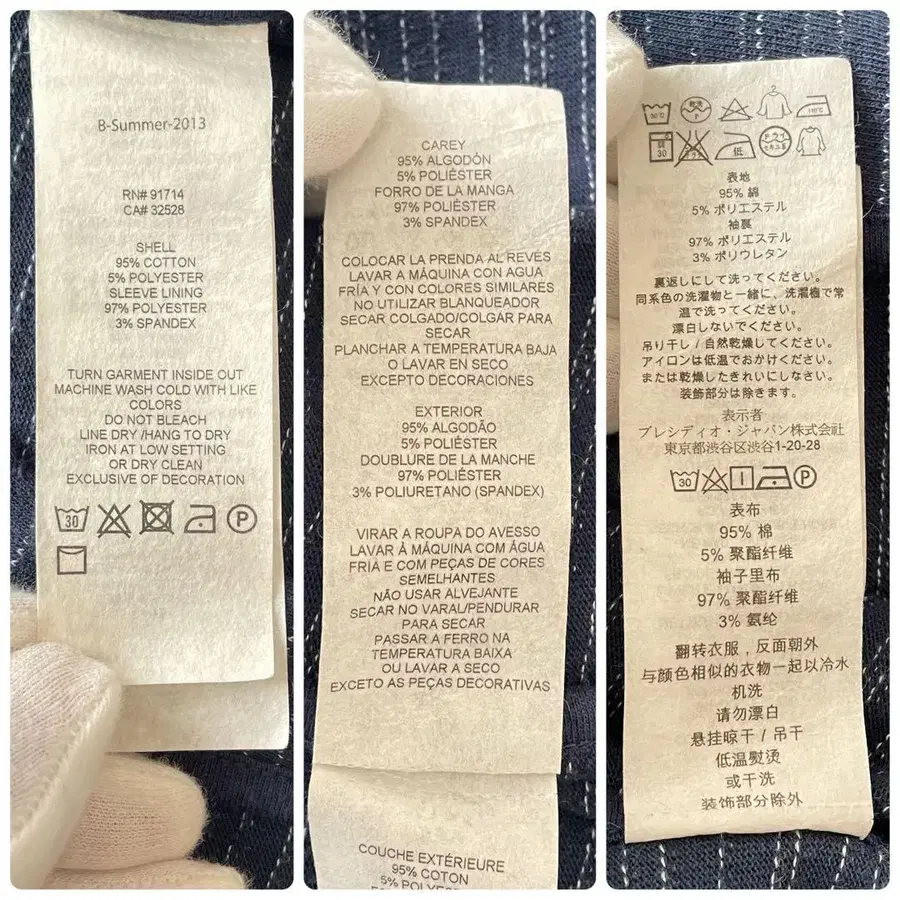 B-Summer-2013
RN# 91714
CA# 32528
SHELL
95% COTTON
5% POLYESTER
SLEEVE LINING
97% POLYESTER
3% SPANDEX
TURN GARMENT INSIDE OUT
MACHINE WASH COLD WITH LIKE
COLORS
DO NOT BLEACH
LINE DRY /HANG TO DRY
IRON AT LOW SETTING
OR DRY CLEAN
EXCLUSIVE OF DECORATION
30
P
CAREY
95% ALGODÓN
5% POLIÉSTER
FORRO DE LA MANGA
97% POLIÉSTER
3% SPANDEX
COLOCAR LA PRENDA AL REVÉS
LAVAR A MÁQUINA CON AGUA
FRÍA Y CON COLORES SIMILARES
NO UTILIZAR BLANQUEADOR
SECAR COLGADO/COLGAR PARA
SECAR
PLANCHAR A TEMPERATURA BAJA
O LAVAR EN SECO
EXCEPTO DECORACIONES
EXTERIOR
95% ALGODÃO
5% POLIÉSTER
DOUBLURE DE LA MANCHE
97% POLIÉSTER
3% POLIURETANO (SPANDEX)
VIRAR A ROUPA DO AVESSO
LAVAR À MÁQUINA COM ÁGUA
FRIA E COM PEÇAS DE CORES
SEMELHANTES
NÃO USAR ALVEJANTE
SECAR NO VARAL/PENDURAR
PARA SECAR
PASSAR A FERRO NA
TEMPERATURA BAIXA
OU LAVAR A SECO
EXCETO AS PEÇAS DECORATIVAS
COUCHE EXTÉRIEURE
95% COTON
30°C P 110°C
30 低 ドライ
表地
95% 綿
5% ポリエステル
袖裏
97% ポリエステル
3% ポリウレタン
裏返しにして洗ってください。
同系色の洗濯物と一緒に、洗濯機で常
温で洗ってください。
漂白しないでください。
吊り干し / 自然乾燥してください。
アイロンは低温でおかけください。
または乾燥したきれいにしなさい。
装飾部分は除きます。
表示者
プレシディオ・ジャパン株式会社
東京都渋谷区渋谷1-20-28
30 P
表布
95% 棉
5% 聚酯纤维
袖子里布
97% 聚酯纤维
3% 氨纶
翻转衣服，反面朝外
与颜色相似的衣物一起以冷水
机洗
请勿漂白
悬挂晾干 / 吊干
低温熨烫
或干洗
装饰部分除外